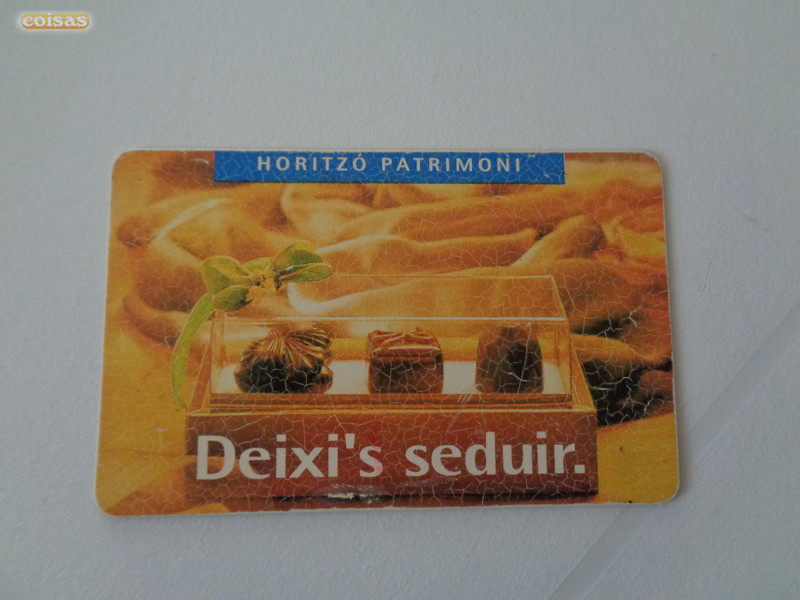 coisas
HORITZÓ PATRIMONI
Deixi's seduir.